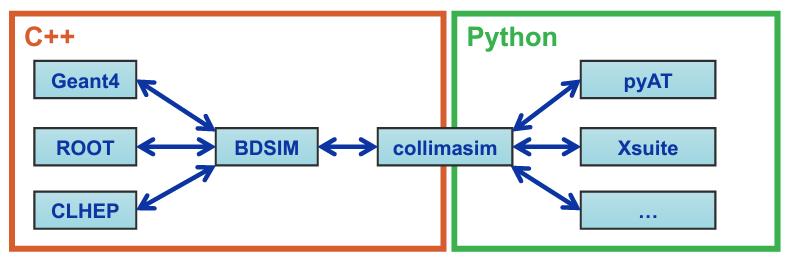 C++
Python
Geant4
pyAT
ROOT
BDSIM
collimasim
Xsuite
CLHEP
...